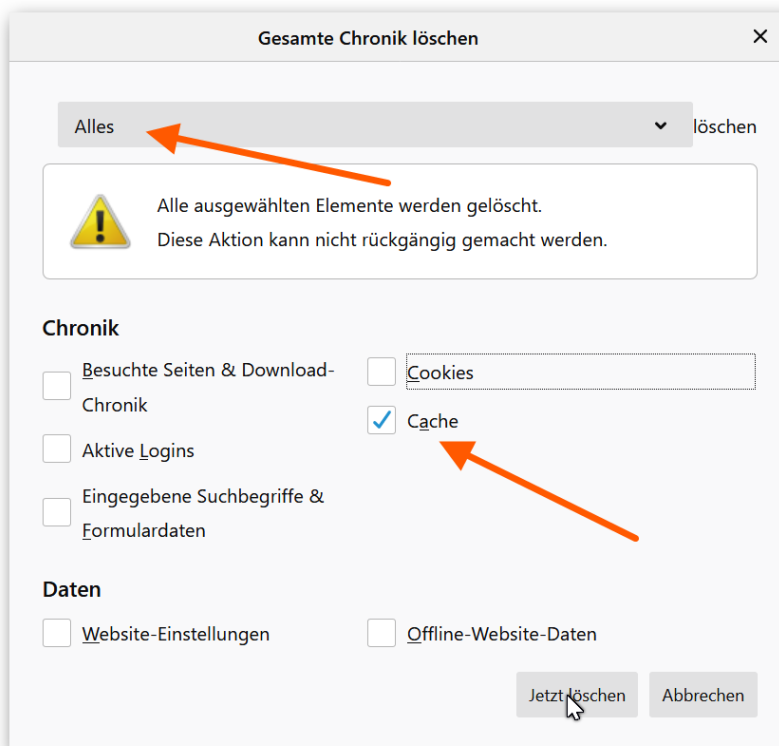 Gesamte Chronik löschen
Alles löschen
Alle ausgewählten Elemente werden gelöscht.
Diese Aktion kann nicht rückgängig gemacht werden.
Chronik
Besuchte Seiten & Download-
Chronik
Cookies
Cache
Aktive Logins
Eingegebene Suchbegriffe &
Formulardaten
Daten
Website-Einstellungen
Offline-Website-Daten
Jetzt löschen
Abbrechen